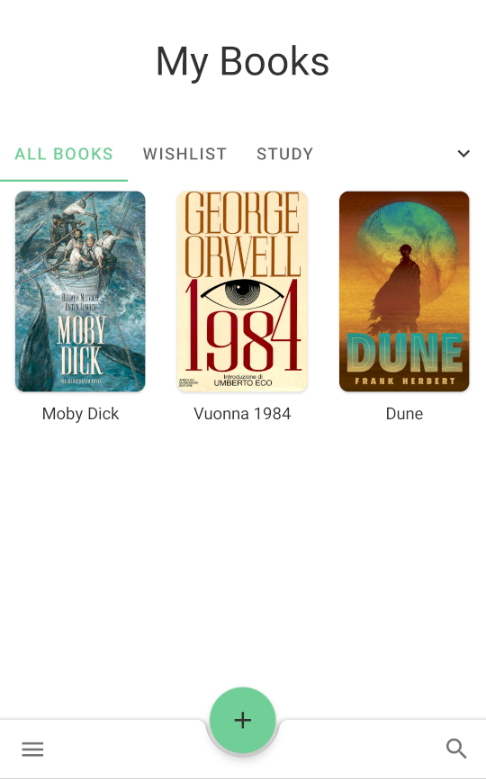 My Books
ALL BOOKS
WISHLIST
STUDY
MOBY
DICK
GEORGE
ORWELL
1984
Introduzione di
UMBERTO ECO
DUNE
FRANK HERBERT
Moby Dick
Vuonna 1984
Dune